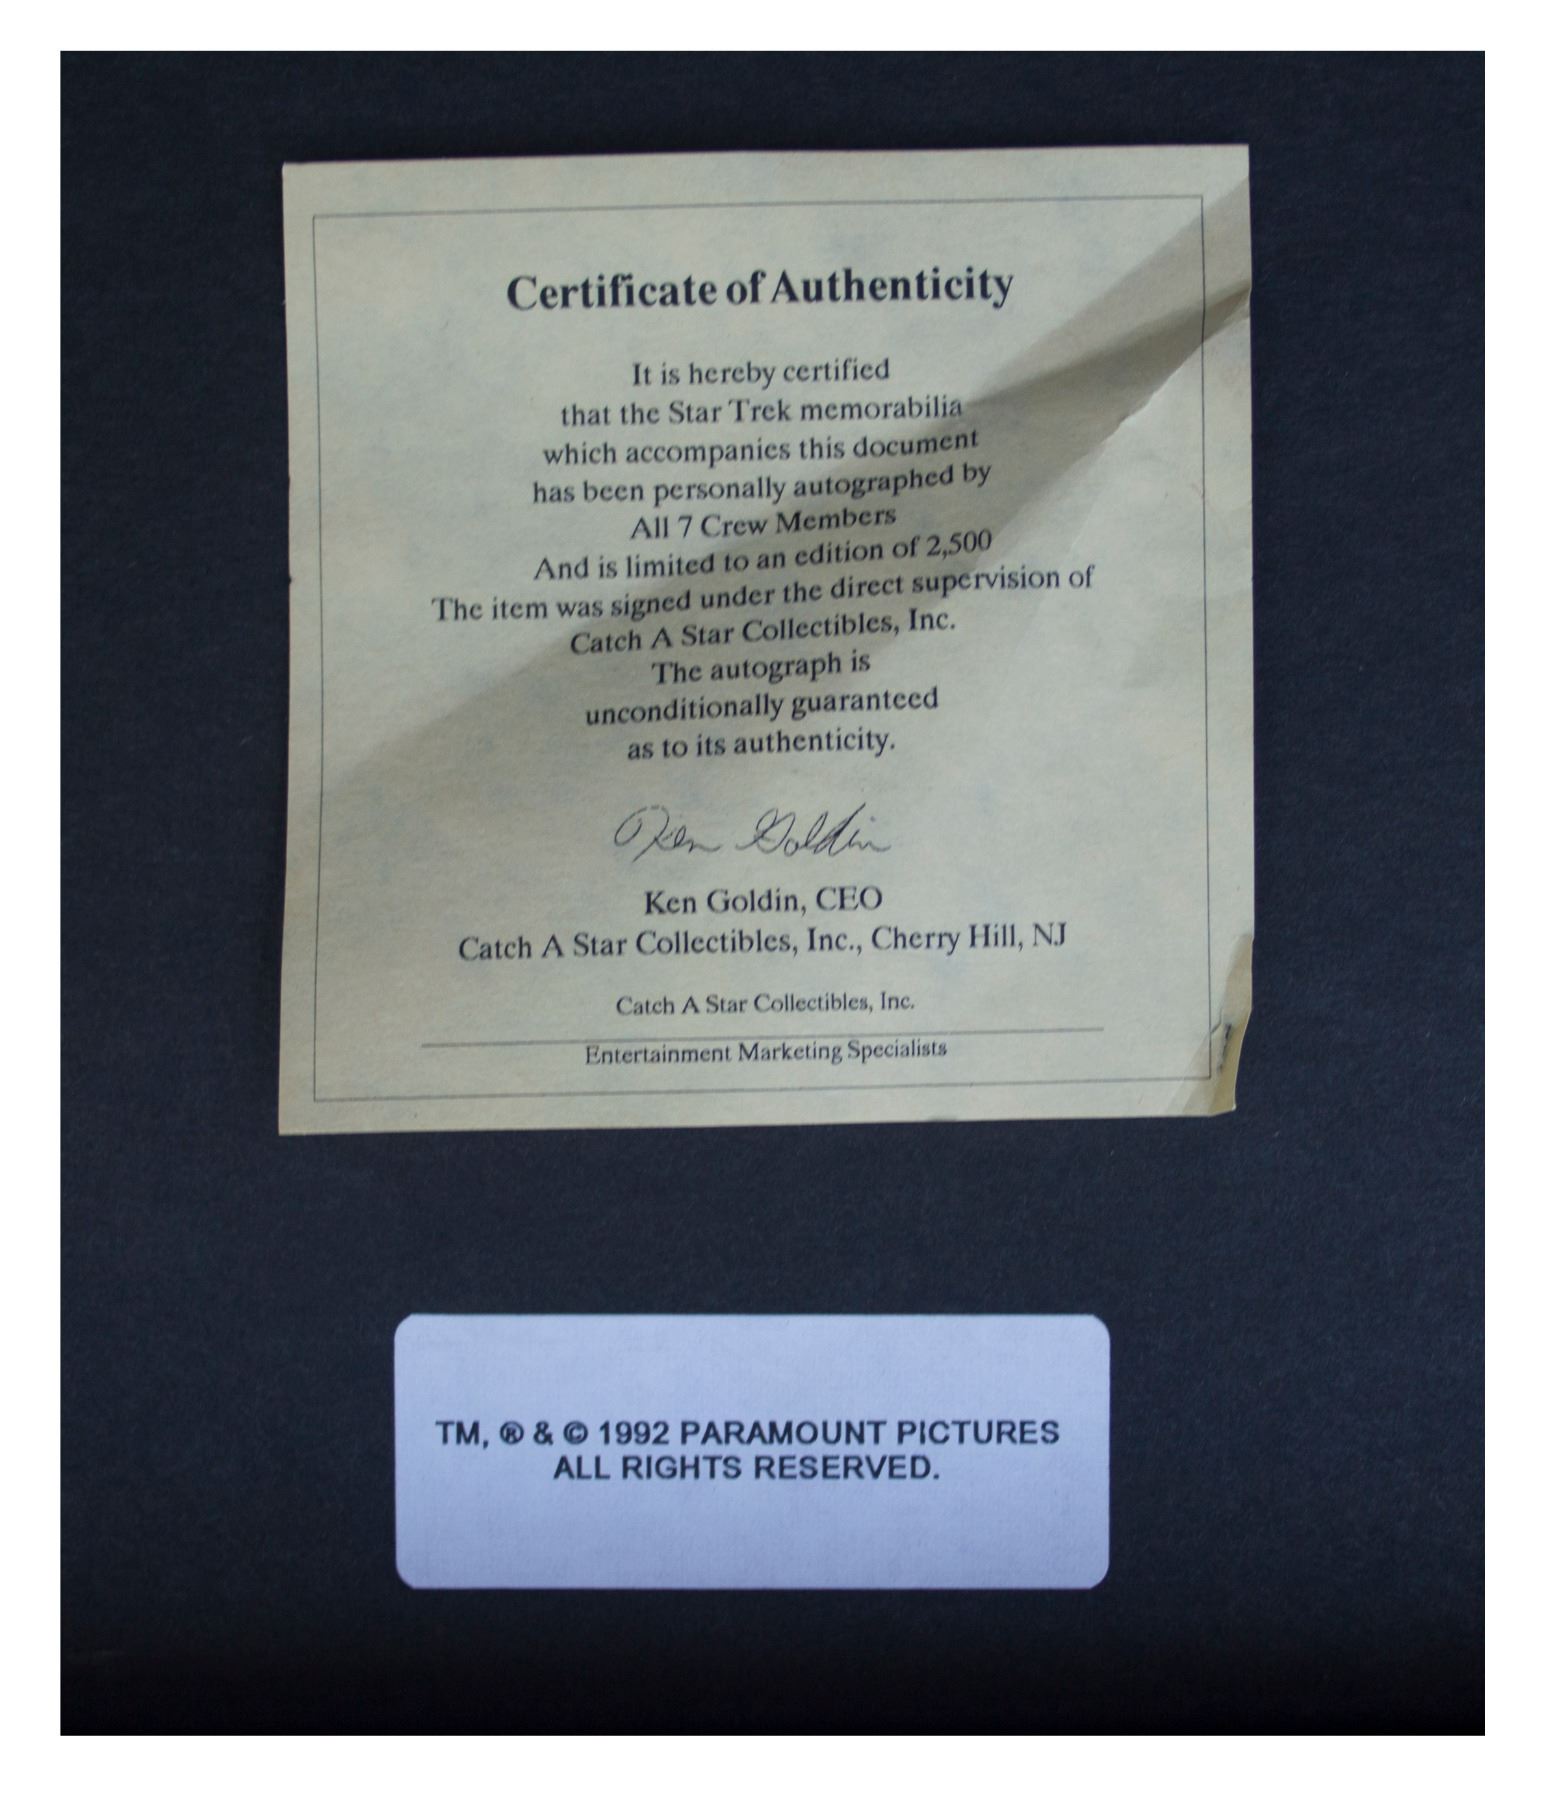 Certificate of Authenticity
It is hereby certified
that the Star Trek memorabilia
which accompanies this document
has been personally autographed by
All 7 Crew Members
And is limited to an edition of 2,500
The item was signed under the direct supervision of
Catch A Star Collectibles, Inc.
The autograph is
unconditionally guaranteed
as to its authenticity.
Ken Goldin
Ken Goldin, CEO
Catch A Star Collectibles, Inc., Cherry Hill, NJ
Catch A Star Collectibles, Inc.
Entertainment Marketing Specialists
TM, ® & © 1992 PARAMOUNT PICTURES
ALL RIGHTS RESERVED.